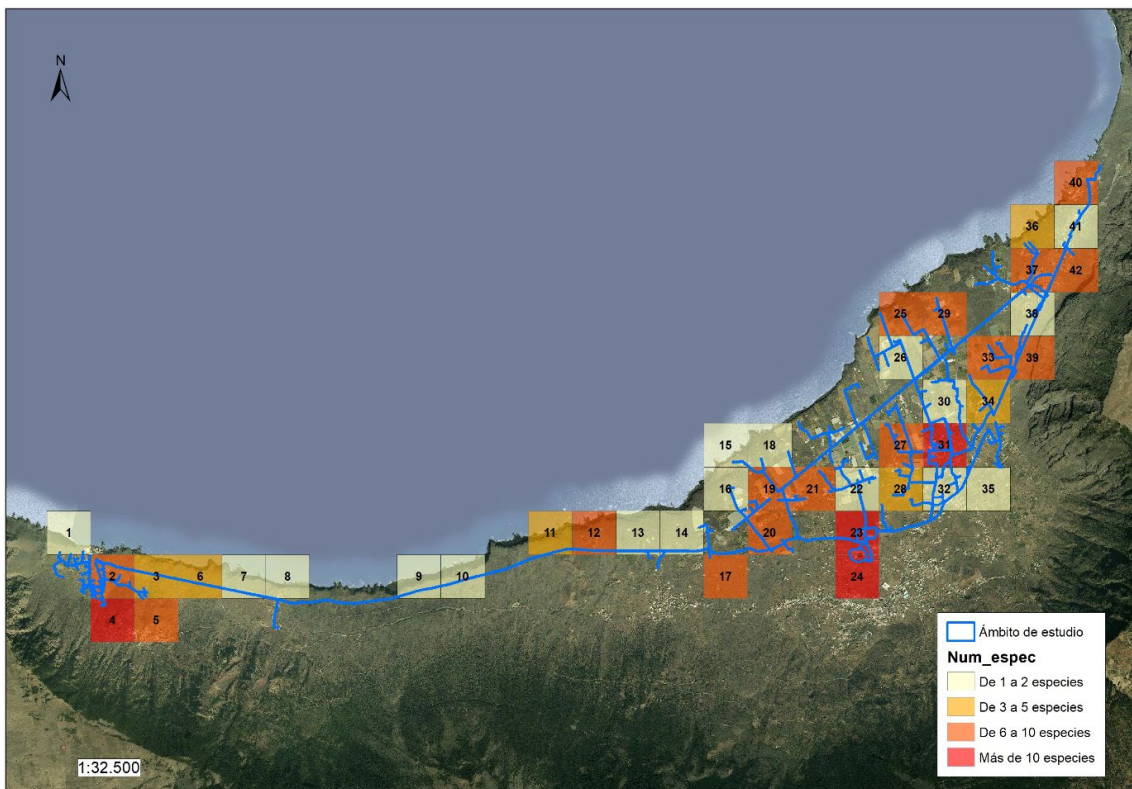 N
40
36 41
37 42
25 29 38
26 33 39
30 34
15 18 27 31
16 19 21 22 28 32 35
1 11 12 13 14 20 23
2 3 6 7 8 9 10 17 24
4 5
Ámbito de estudio
Num_espec
De 1 a 2 especies
De 3 a 5 especies
De 6 a 10 especies
Más de 10 especies
1:32.500